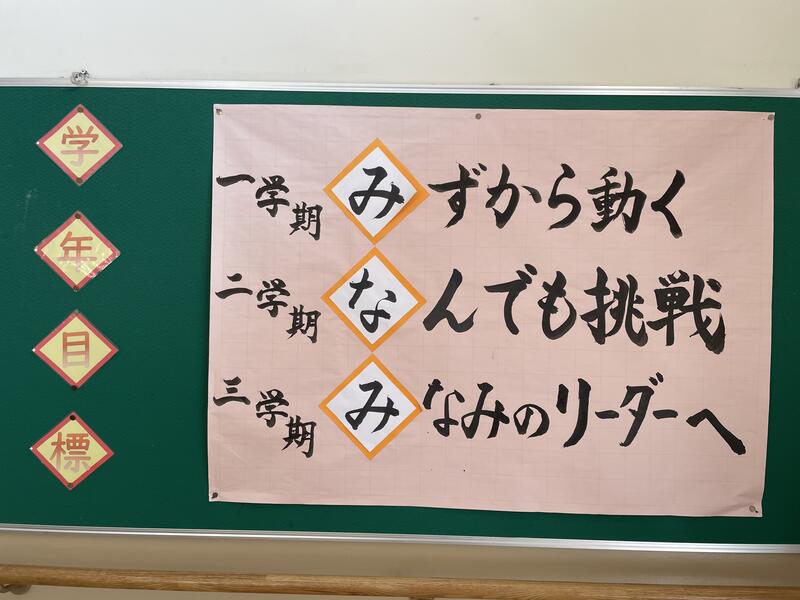 学年目標
一学期 みずから動く
二学期 なんでも挑戦
三学期 みなみのリーダーへ